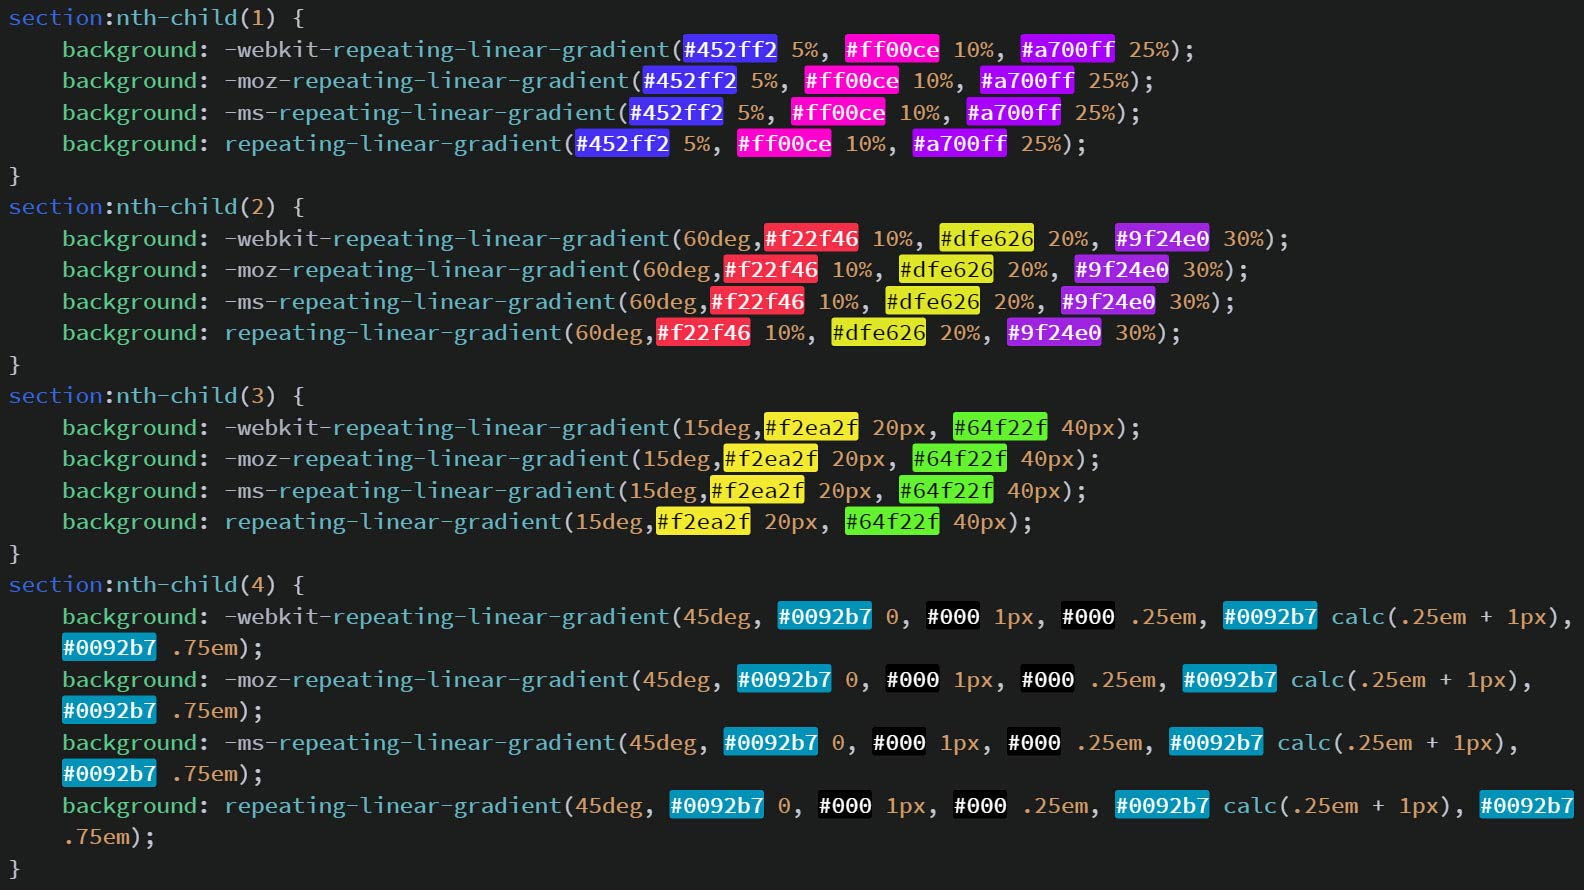 section:nth-child(1) {
    background: -webkit-repeating-linear-gradient(#452ff2 5%, #ff00ce 10%, #a700ff 25%);
    background: -moz-repeating-linear-gradient(#452ff2 5%, #ff00ce 10%, #a700ff 25%);
    background: -ms-repeating-linear-gradient(#452ff2 5%, #ff00ce 10%, #a700ff 25%);
    background: repeating-linear-gradient(#452ff2 5%, #ff00ce 10%, #a700ff 25%);
}
section:nth-child(2) {
    background: -webkit-repeating-linear-gradient(60deg,#f22f46 10%, #dfe626 20%, #9f24e0 30%);
    background: -moz-repeating-linear-gradient(60deg,#f22f46 10%, #dfe626 20%, #9f24e0 30%);
    background: -ms-repeating-linear-gradient(60deg,#f22f46 10%, #dfe626 20%, #9f24e0 30%);
    background: repeating-linear-gradient(60deg,#f22f46 10%, #dfe626 20%, #9f24e0 30%);
}
section:nth-child(3) {
    background: -webkit-repeating-linear-gradient(15deg,#f2ea2f 20px, #64f22f 40px);
    background: -moz-repeating-linear-gradient(15deg,#f2ea2f 20px, #64f22f 40px);
    background: -ms-repeating-linear-gradient(15deg,#f2ea2f 20px, #64f22f 40px);
    background: repeating-linear-gradient(15deg,#f2ea2f 20px, #64f22f 40px);
}
section:nth-child(4) {
    background: -webkit-repeating-linear-gradient(45deg, #0092b7 0, #000 1px, #000 .25em, #0092b7 calc(.25em + 1px),
    #0092b7 .75em);
    background: -moz-repeating-linear-gradient(45deg, #0092b7 0, #000 1px, #000 .25em, #0092b7 calc(.25em + 1px),
    #0092b7 .75em);
    background: -ms-repeating-linear-gradient(45deg, #0092b7 0, #000 1px, #000 .25em, #0092b7 calc(.25em + 1px),
    #0092b7 .75em);
    background: repeating-linear-gradient(45deg, #0092b7 0, #000 1px, #000 .25em, #0092b7 calc(.25em + 1px), #0092b7
    .75em);
}